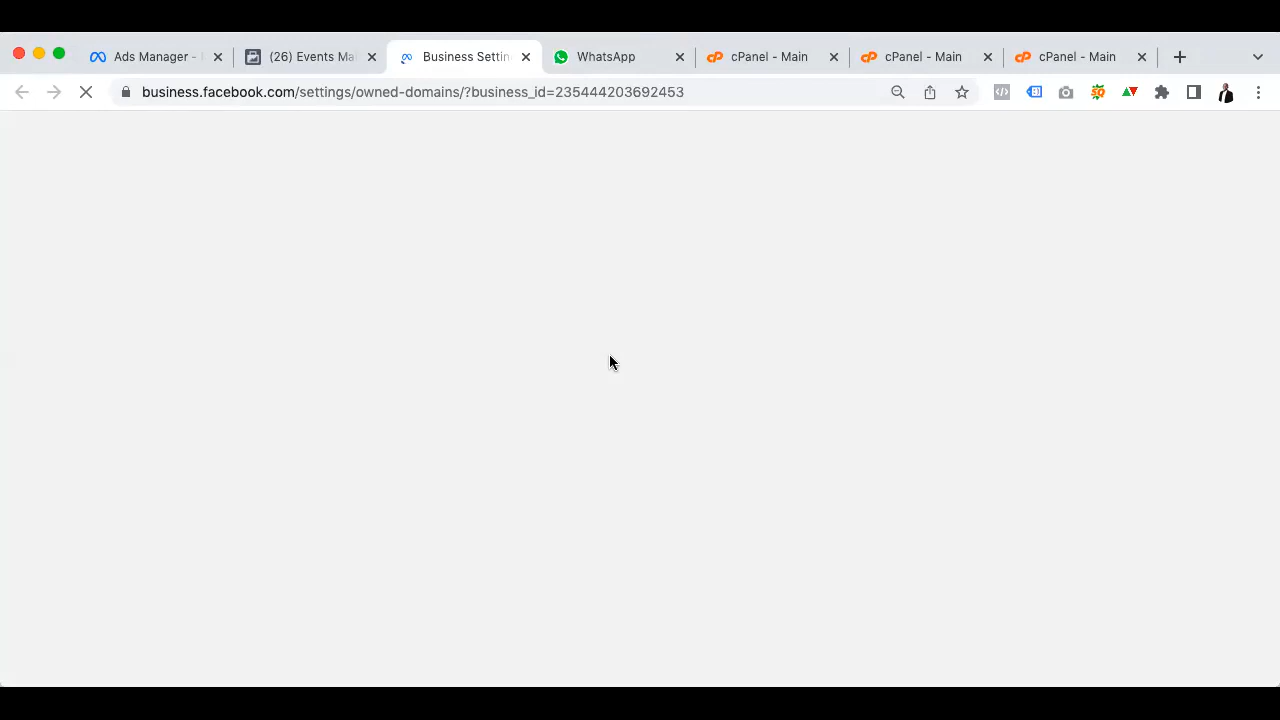 Ads Manager -
(26) Events Ma
Business Settin
WhatsApp
cPanel - Main
cPanel - Main
cPanel - Main
business.facebook.com/settings/owned-domains/?business_id=235444203692453